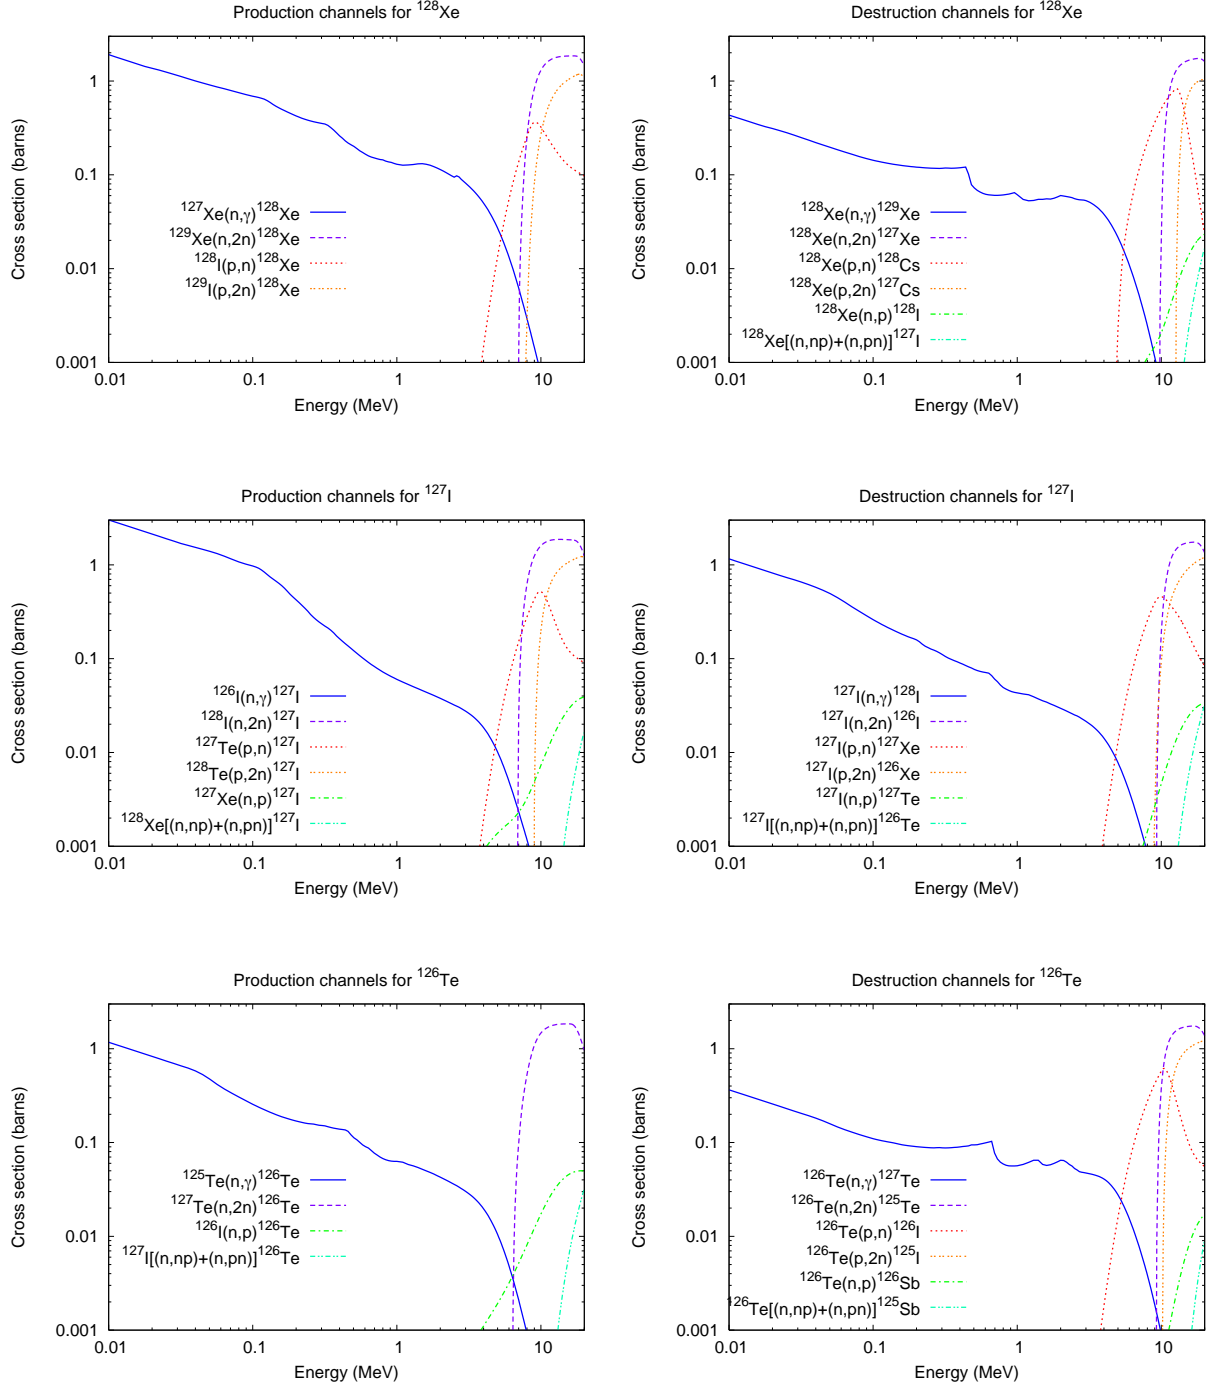 Production channels for ¹²⁸Xe
Cross section (barns)
1
0.1
0.01
0.001
¹²⁷Xe(n,γ)¹²⁸Xe
¹²⁹Xe(n,2n)¹²⁸Xe
¹²⁸I(p,n)¹²⁸Xe
¹²⁹I(p,2n)¹²⁸Xe
0.01 0.1 1 10
Energy (MeV)
Destruction channels for ¹²⁸Xe
Cross section (barns)
1
0.1
0.01
0.001
¹²⁸Xe(n,γ)¹²⁹Xe
¹²⁸Xe(n,2n)¹²⁷Xe
¹²⁸Xe(p,n)¹²⁸Cs
¹²⁸Xe(p,2n)¹²⁷Cs
¹²⁸Xe(n,p)¹²⁸I
¹²⁸Xe[(n,np)+(n,pn)]¹²⁷I
0.01 0.1 1 10
Energy (MeV)
Production channels for ¹²⁷I
Cross section (barns)
1
0.1
0.01
0.001
¹²⁶I(n,γ)¹²⁷I
¹²⁸I(n,2n)¹²⁷I
¹²⁷Te(p,n)¹²⁷I
¹²⁸Te(p,2n)¹²⁷I
¹²⁷Xe(n,p)¹²⁷I
¹²⁸Xe[(n,np)+(n,pn)]¹²⁷I
0.01 0.1 1 10
Energy (MeV)
Destruction channels for ¹²⁷I
Cross section (barns)
1
0.1
0.01
0.001
¹²⁷I(n,γ)¹²⁸I
¹²⁷I(n,2n)¹²⁶I
¹²⁷I(p,n)¹²⁷Xe
¹²⁷I(p,2n)¹²⁶Xe
¹²⁷I(n,p)¹²⁷Te
¹²⁷I[(n,np)+(n,pn)]¹²⁶Te
0.01 0.1 1 10
Energy (MeV)
Production channels for ¹²⁶Te
Cross section (barns)
1
0.1
0.01
0.001
¹²⁵Te(n,γ)¹²⁶Te
¹²⁷Te(n,2n)¹²⁶Te
¹²⁶I(n,p)¹²⁶Te
¹²⁷I[(n,np)+(n,pn)]¹²⁶Te
0.01 0.1 1 10
Energy (MeV)
Destruction channels for ¹²⁶Te
Cross section (barns)
1
0.1
0.01
0.001
¹²⁶Te(n,γ)¹²⁷Te
¹²⁶Te(n,2n)¹²⁵Te
¹²⁶Te(p,n)¹²⁶I
¹²⁶Te(p,2n)¹²⁵I
¹²⁶Te(n,p)¹²⁶Sb
¹²⁶Te[(n,np)+(n,pn)]¹²⁵Sb
0.01 0.1 1 10
Energy (MeV)